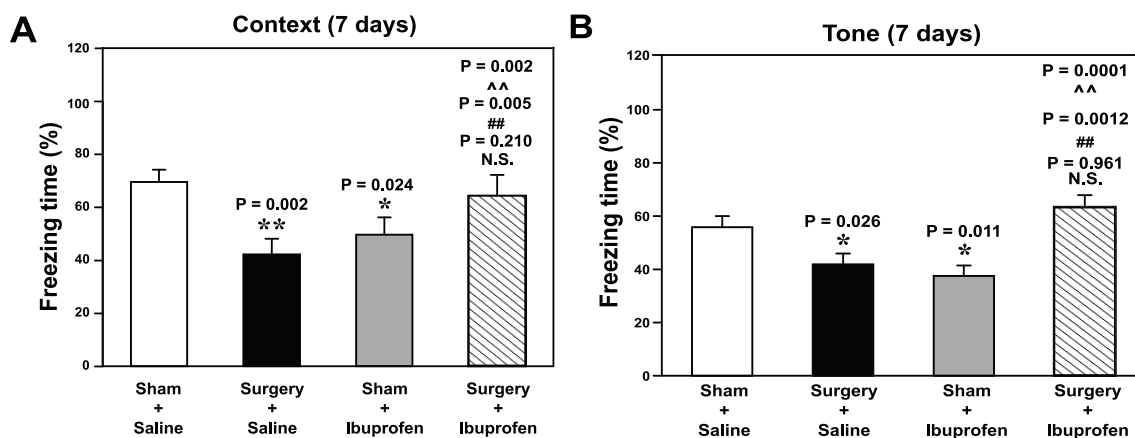 A
Context (7 days)
Freezing time (%)
120
100
80
60
40
20
0
P = 0.002
**
P = 0.024
*
P = 0.002
^^
P = 0.005
##
P = 0.210
N.S.
Sham
+
Saline
Surgery
+
Saline
Sham
+
Ibuprofen
Surgery
+
Ibuprofen
B
Tone (7 days)
Freezing time (%)
120
100
80
60
40
20
0
P = 0.026
*
P = 0.011
*
P = 0.0001
^^
P = 0.0012
##
P = 0.961
N.S.
Sham
+
Saline
Surgery
+
Saline
Sham
+
Ibuprofen
Surgery
+
Ibuprofen